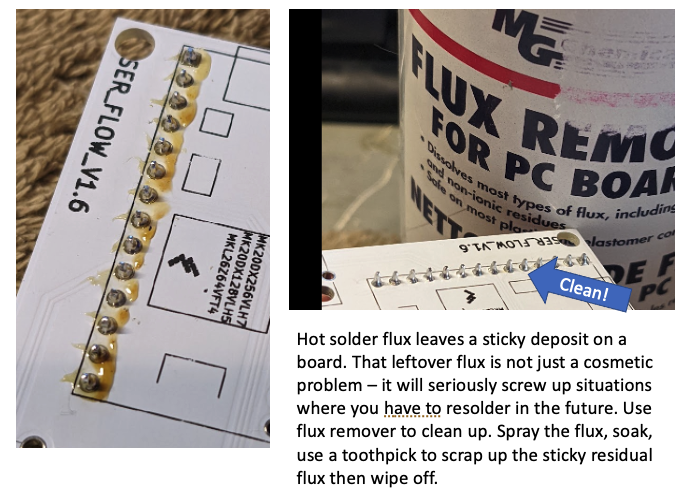 SER_FLOW_V1.6
MK20DX256VLH7
MK20DX128VLH5
MKL26Z64VFT4
MG
FLUX REMO
FOR PC BOAR
• Dissolves most types of flux, including
and non-ionic residues
• Safe on most
elastomer
NETT
DE F
PC
SER_FLOW_V1.6
Clean!
Hot solder flux leaves a sticky deposit on a
board. That leftover flux is not just a cosmetic
problem – it will seriously screw up situations
where you have to resolder in the future. Use
flux remover to clean up. Spray the flux, soak,
use a toothpick to scrap up the sticky residual
flux then wipe off.